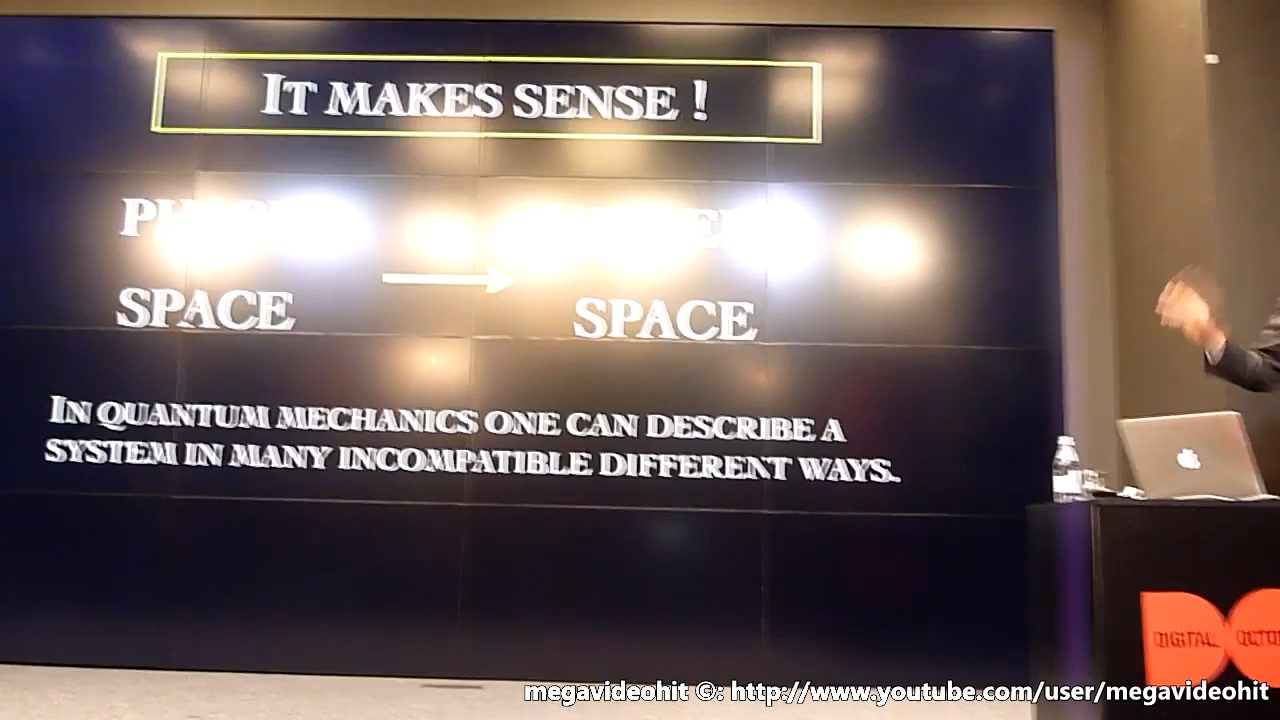 IT MAKES SENSE !
SPACE
SPACE
IN QUANTUM MECHANICS ONE CAN DESCRIBE A
SYSTEM IN MANY INCOMPATIBLE DIFFERENT WAYS.
DIGITAL
megavideohit ©: http://www.youtube.com/user/megavideohit